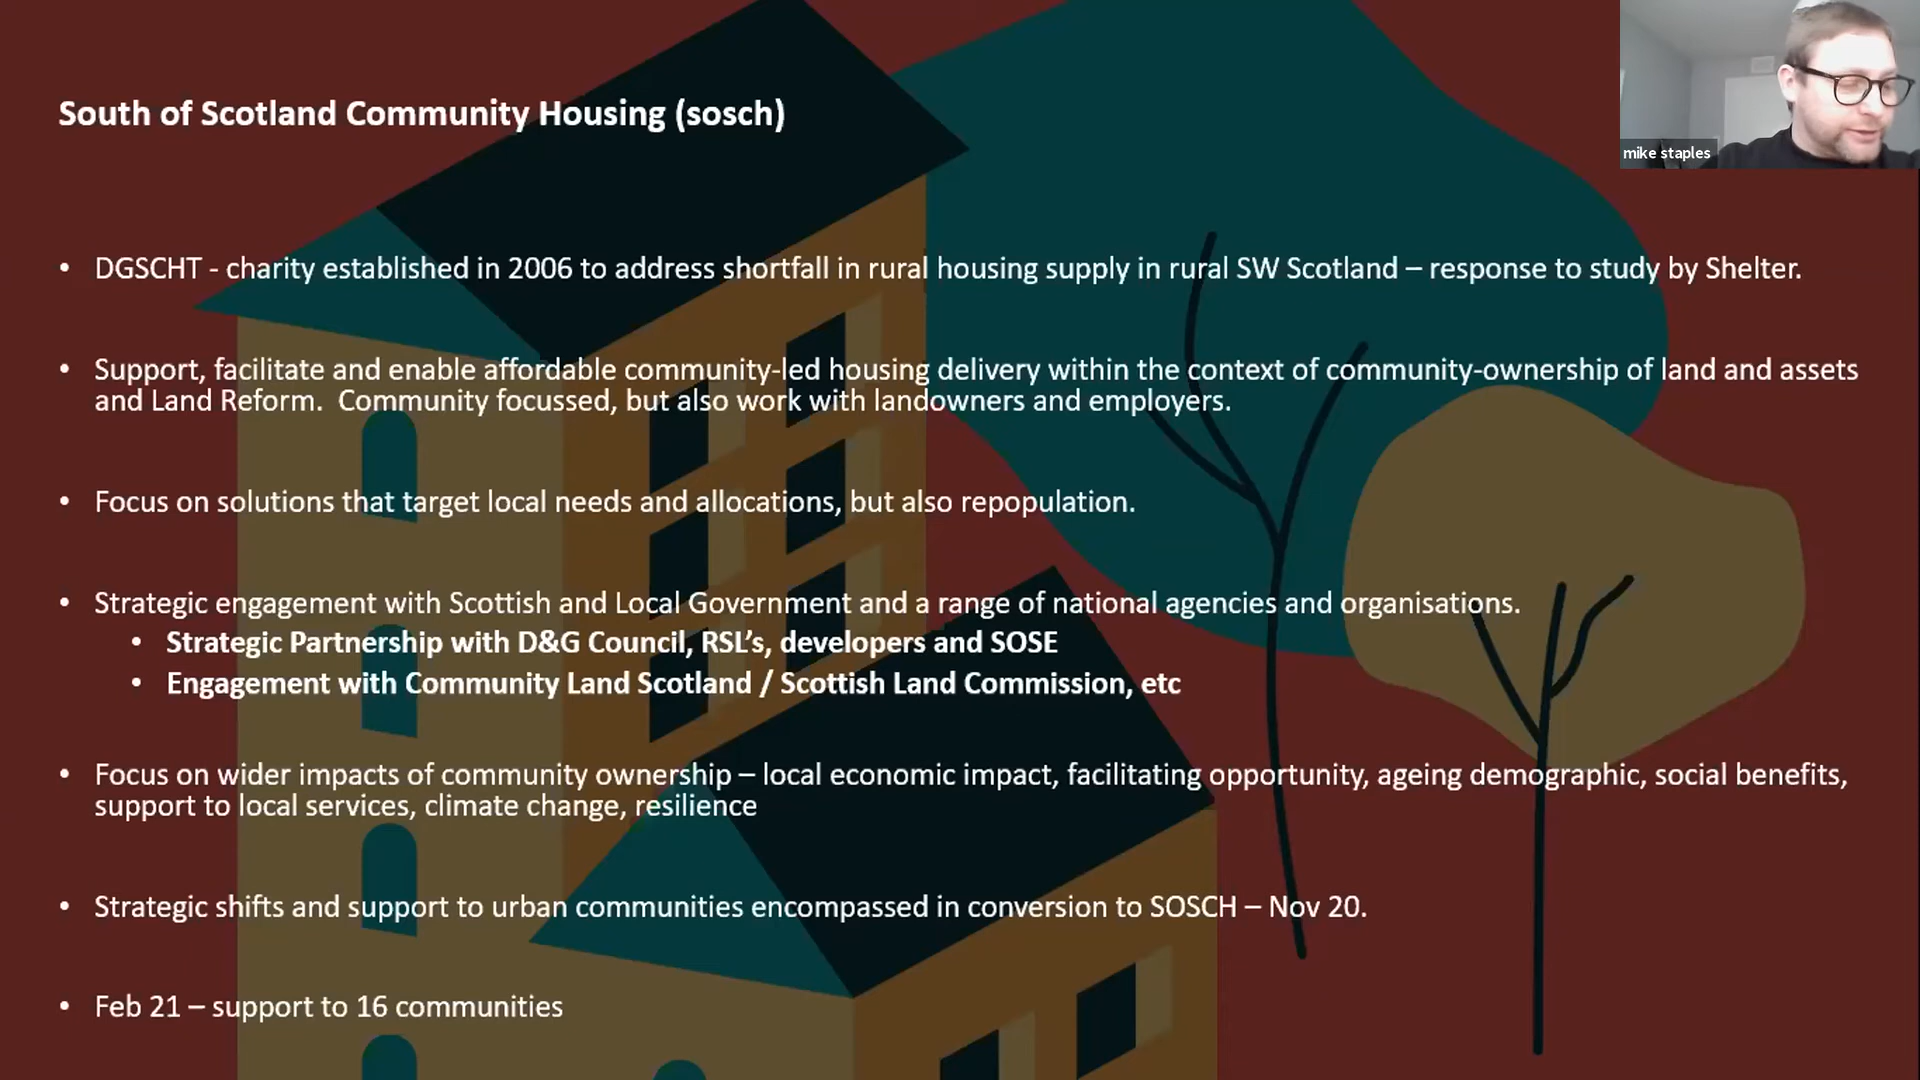 South of Scotland Community Housing (sosch)
mike staples
• DGSCHT - charity established in 2006 to address shortfall in rural housing supply in rural SW Scotland – response to study by Shelter.
• Support, facilitate and enable affordable community-led housing delivery within the context of community-ownership of land and assets
and Land Reform.  Community focussed, but also work with landowners and employers.
• Focus on solutions that target local needs and allocations, but also repopulation.
• Strategic engagement with Scottish and Local Government and a range of national agencies and organisations.
• Strategic Partnership with D&G Council, RSL’s, developers and SOSE
• Engagement with Community Land Scotland / Scottish Land Commission, etc
• Focus on wider impacts of community ownership – local economic impact, facilitating opportunity, ageing demographic, social benefits,
support to local services, climate change, resilience
• Strategic shifts and support to urban communities encompassed in conversion to SOSCH – Nov 20.
• Feb 21 – support to 16 communities